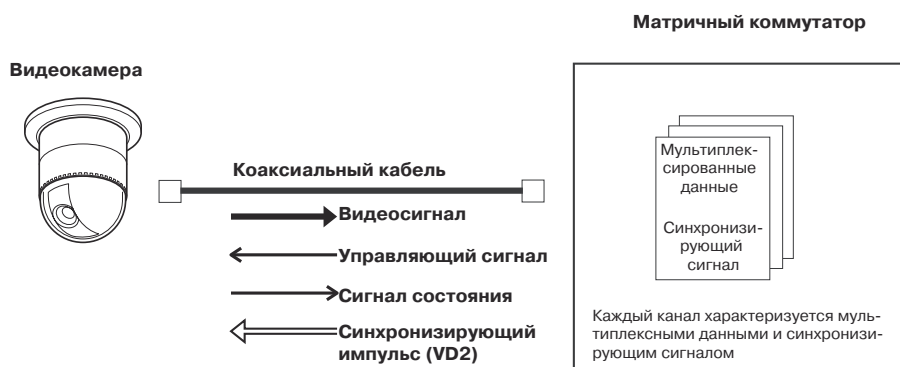 Матричный коммутатор
Видеокамера
Коаксиальный кабель
Видеосигнал
Управляющий сигнал
Сигнал состояния
Синхронизирующий
импульс (VD2)
Мультиплек-
сированные
данные
Синхронизи-
рующий
сигнал
Каждый канал характеризуется муль-
типлексными данными и синхронизи-
рующим сигналом